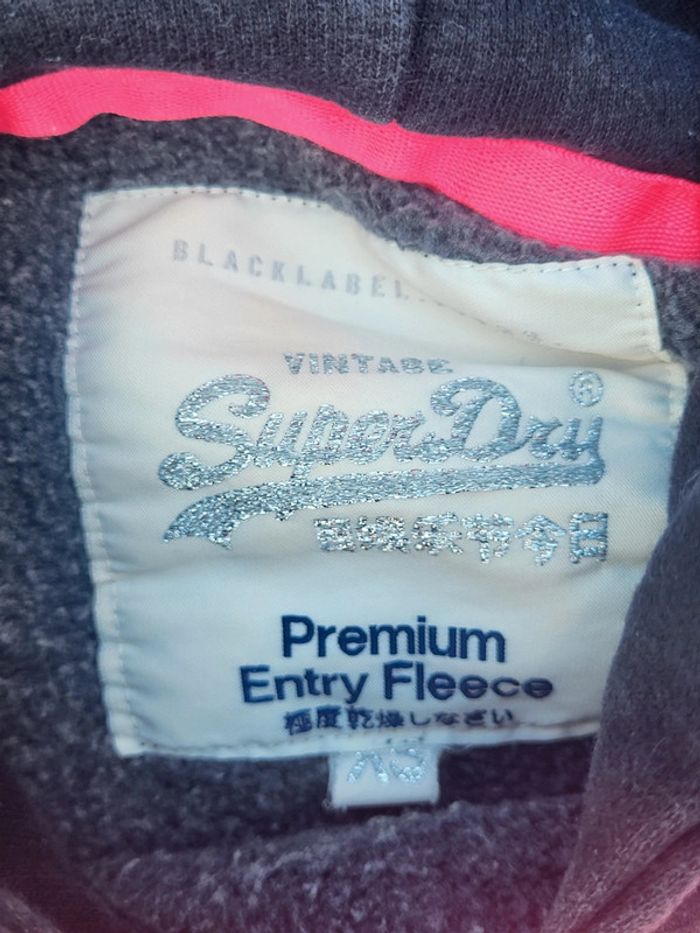 BLACKLABEL
VINTAGE
SuperDry®
Premium
Entry Fleece
極度乾燥しなさい
XS